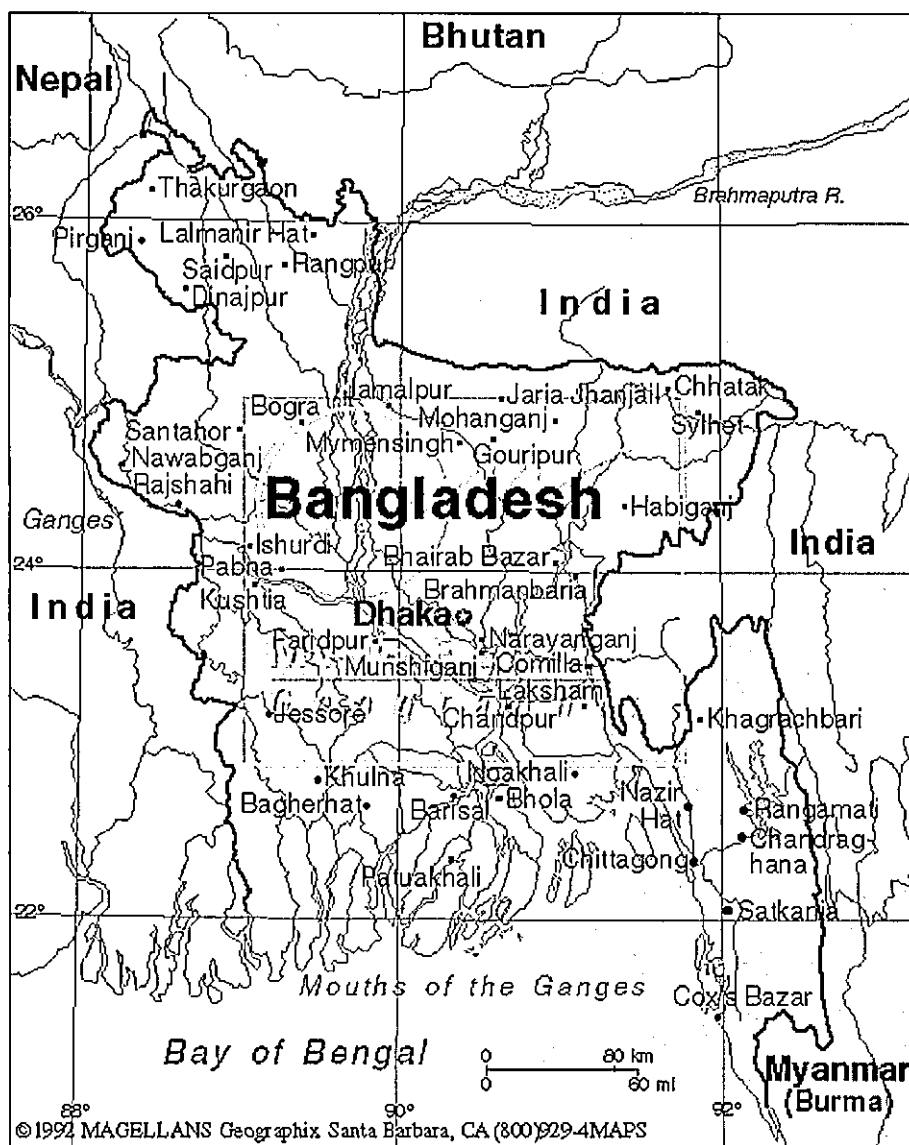 Bhutan
Nepal
Thakurgaon
Brahmaputra R.
26°
Pirganj
Lalmanir Hat
Saidpur
Rangpur
Dinajpur
India
Jamalpur
Jaria Jhanjail
Chhatak
Bogra
Mohanganj
Sylhet
Santahar
Mymensingh
Gouripur
Nawabganj
Rajshahi
Bangladesh
Habiganj
Ganges
Ishurdi
Bhairab Bazar
India
24°
Pabna
Brahmanbaria
India
Kushtia
Dhaka
Faridpur
Narayanganj
Munshiganj
Comilla
Laksham
Jessore
Chandpur
Khagrachbari
Khulna
Noakhali
Nazir
Hat
Bagherhat
Barisal
Bhola
Rangamati
Chandrag-
hana
Chittagong
Patuakhali
22°
Satkania
Mouths of the Ganges
Cox's Bazar
Bay of Bengal
0 80 km
0 60 mi
Myanmar
(Burma)
88° 90° 92°
©1992 MAGELLANS Geographix Santa Barbara, CA (800)929-4MAPS